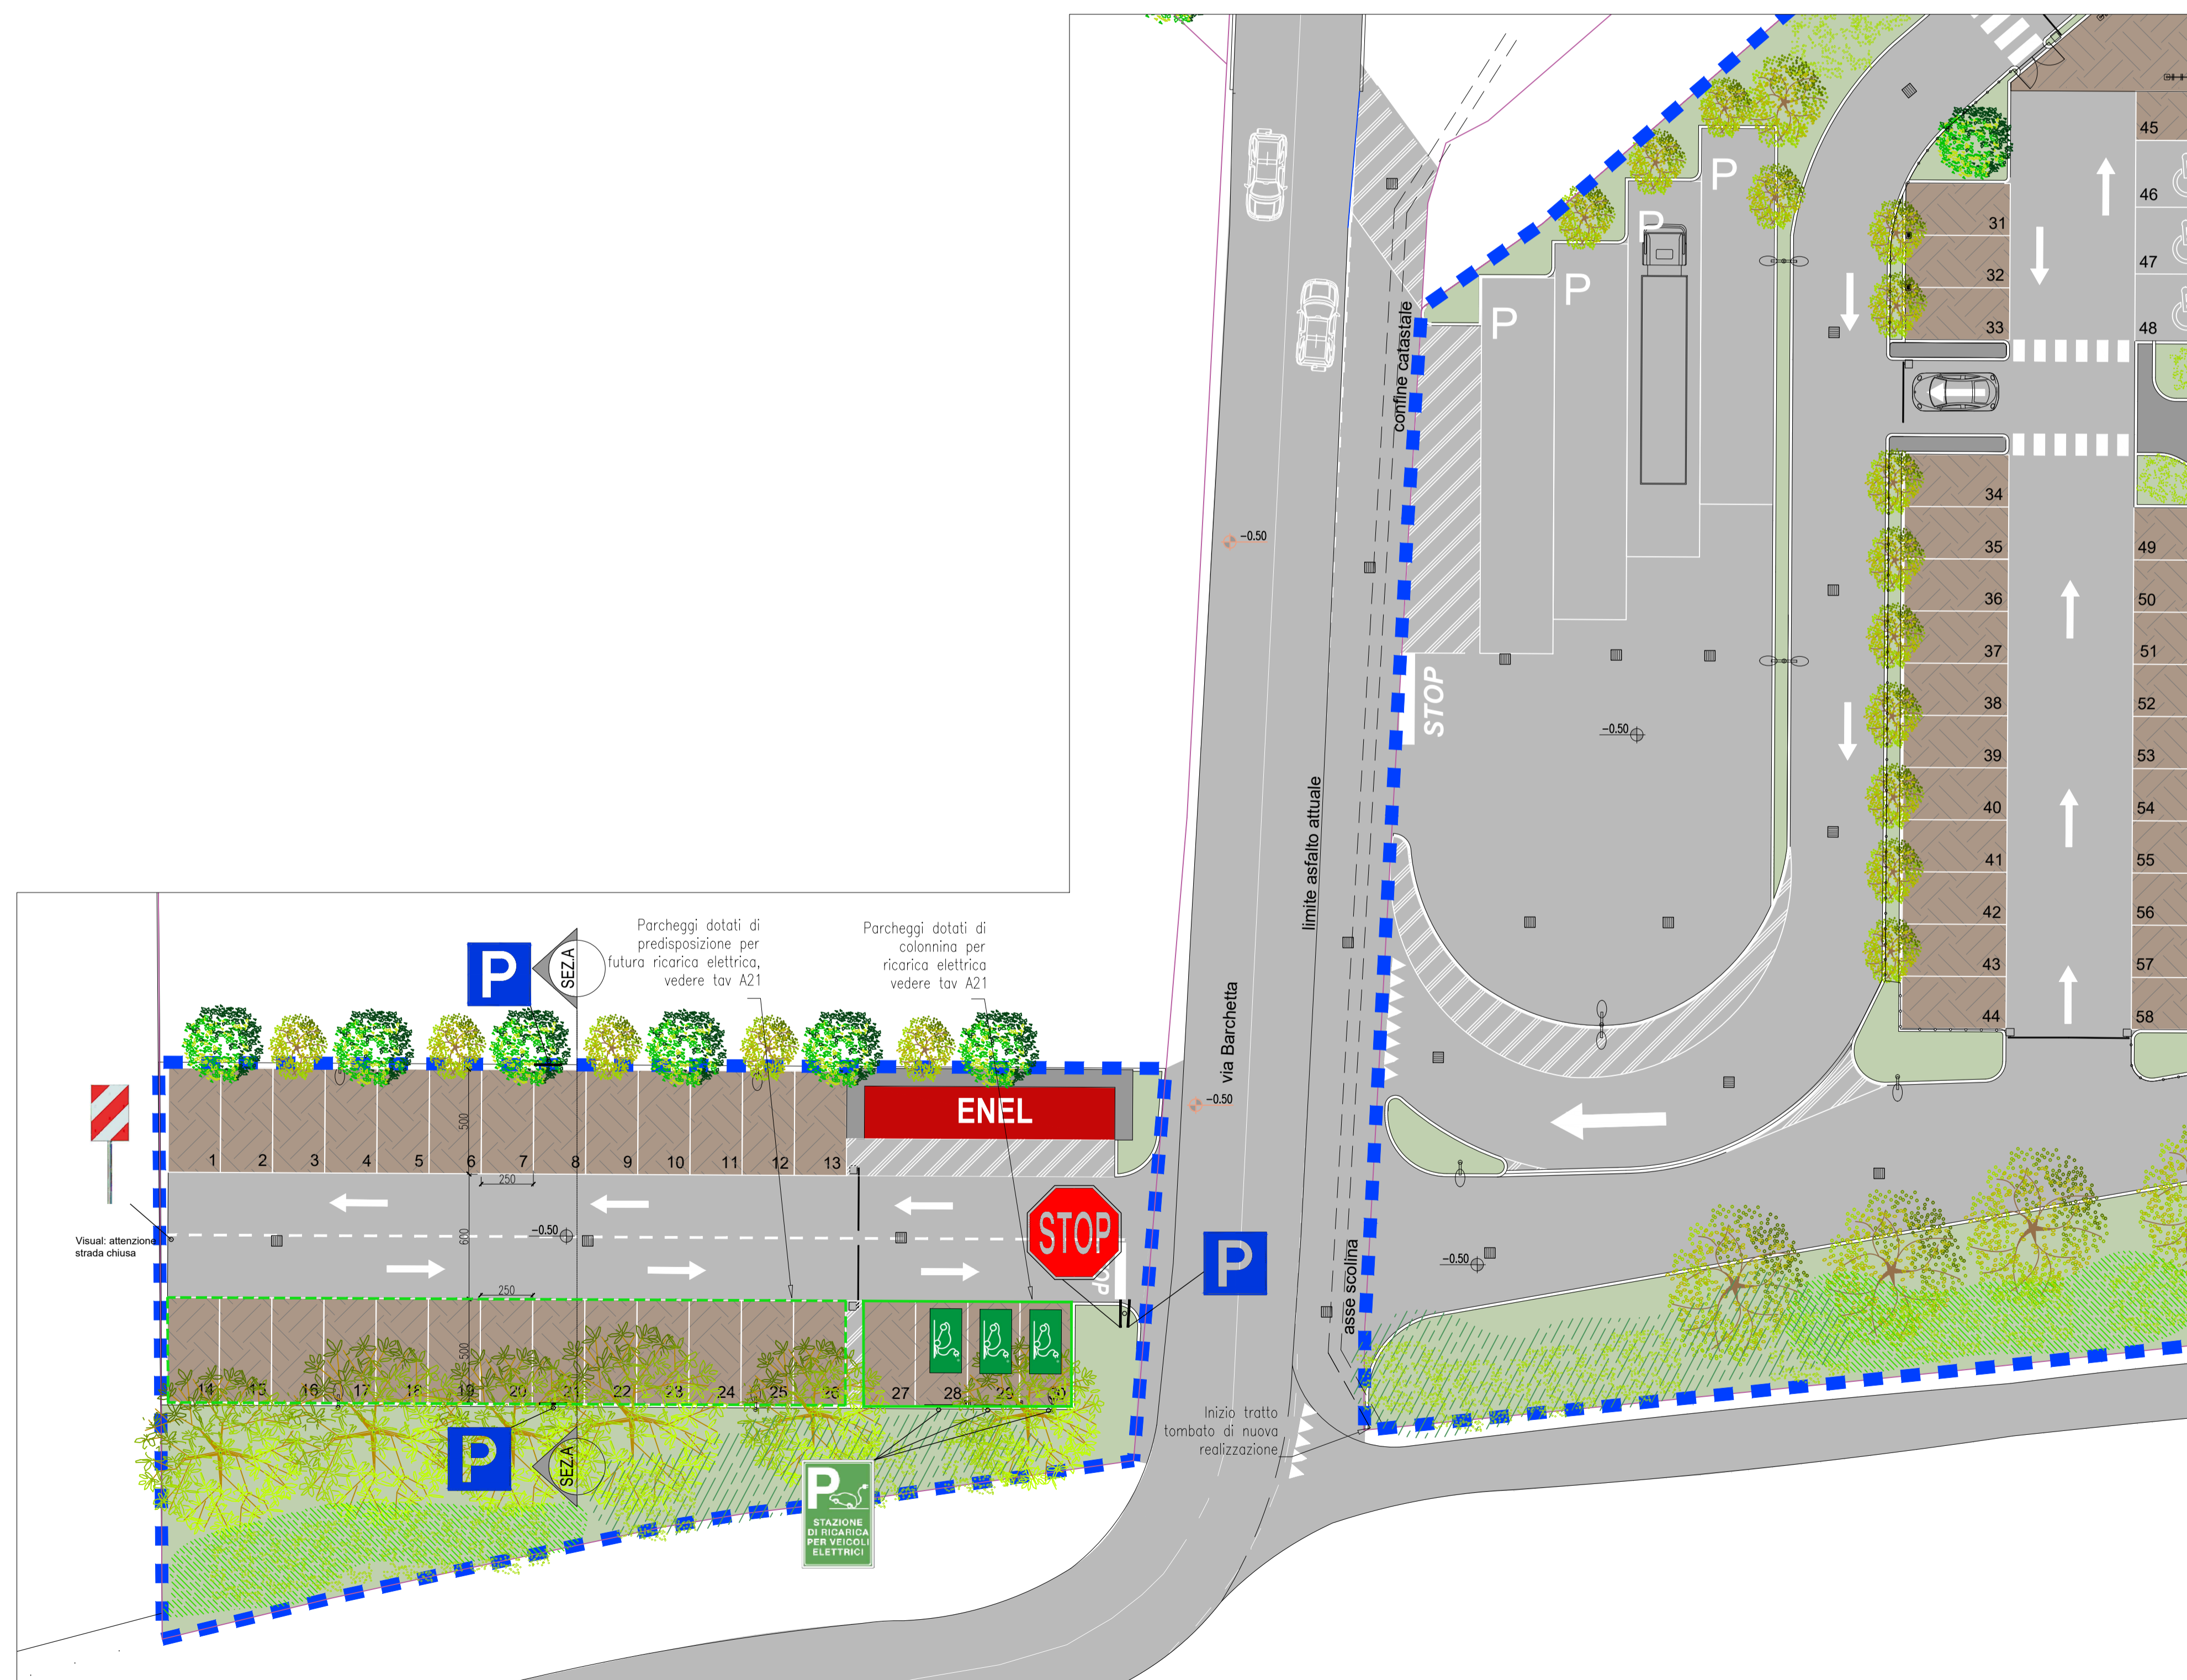 P
P
P
P
45
46
47
48
31
32
33
34
35
36
37
38
39
40
41
42
43
44
49
50
51
52
53
54
55
56
57
58
confine catastale
-0.50
STOP
-0.50
limite asfalto attuale
via Barchetta
-0.50
asse scolina
-0.50
Parcheggi dotati di
predisposizione per
futura ricarica elettrica,
vedere tav A21
Parcheggi dotati di
colonnina per
ricarica elettrica
vedere tav A21
P
SEZ.A
ENEL
1
2
3
4
5
6
7
8
9
10
11
12
13
500
250
600
-0.50
250
500
Visual: attenzione
strada chiusa
STOP
P
14
15
16
17
18
19
20
21
22
23
24
25
26
27
28
29
30
P
SEZ.A
P
STAZIONE
DI RICARICA
PER VEICOLI
ELETTRICI
Inizio tratto
tombato di nuova
realizzazione